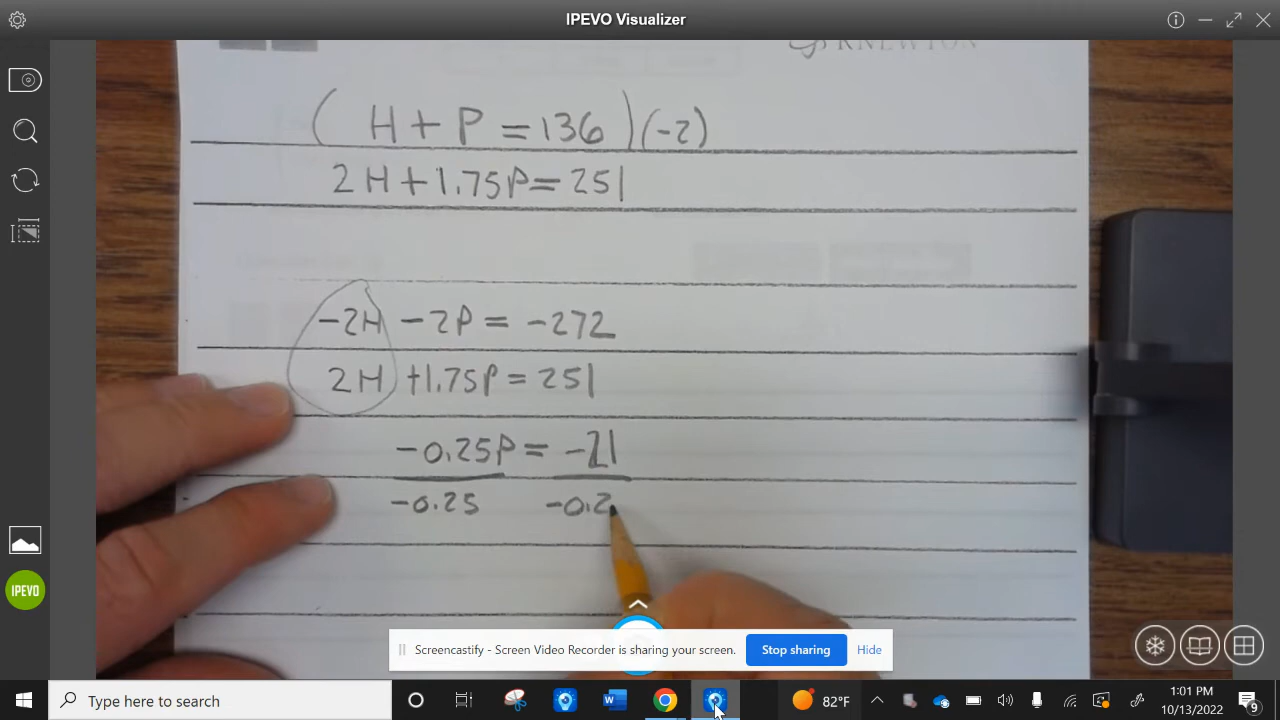 IPEVO Visualizer
RNEWTON
( H + P = 136 ) (-2)
2H + 1.75P = 251
-2H - 2P = -272
2H + 1.75P = 251
-0.25P = -21
-0.25 -0.2
IPEVO
Screencastify - Screen Video Recorder is sharing your screen. Stop sharing Hide
Type here to search
82°F
1:01 PM
10/13/2022
9